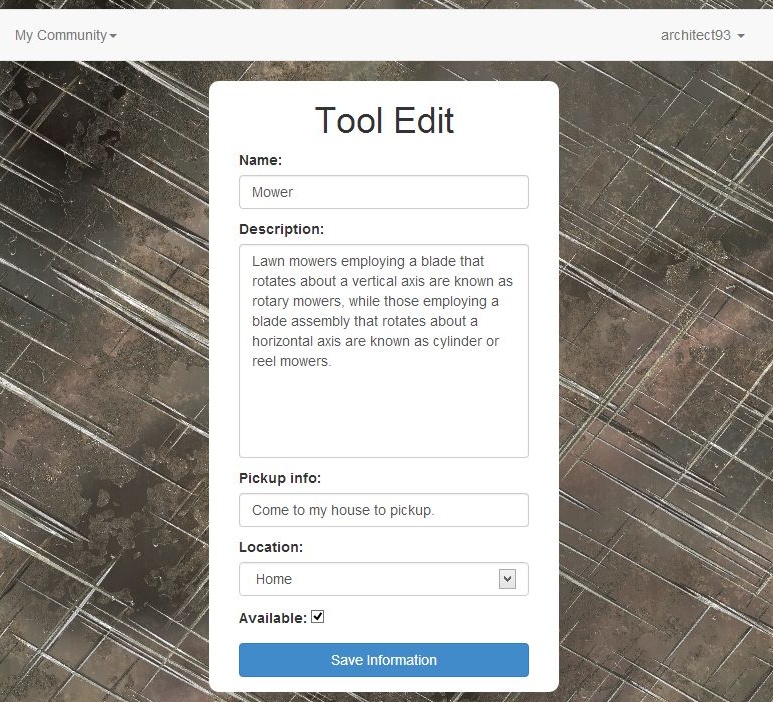 My Community
architect93
Tool Edit
Name:
Mower
Description:
Lawn mowers employing a blade that
rotates about a vertical axis are known as
rotary mowers, while those employing a
blade assembly that rotates about a
horizontal axis are known as cylinder or
reel mowers.
Pickup info:
Come to my house to pickup.
Location:
Home
Available:
Save Information